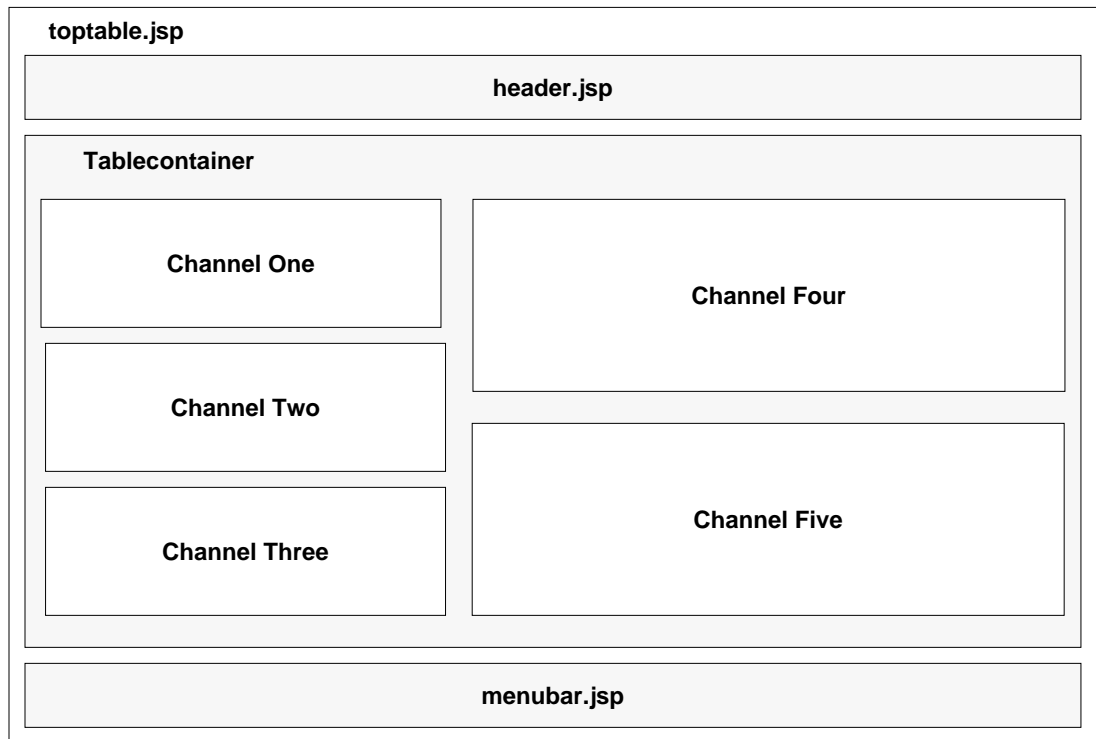 toptable.jsp
header.jsp
Tablecontainer
Channel One
Channel Two
Channel Three
Channel Four
Channel Five
menubar.jsp